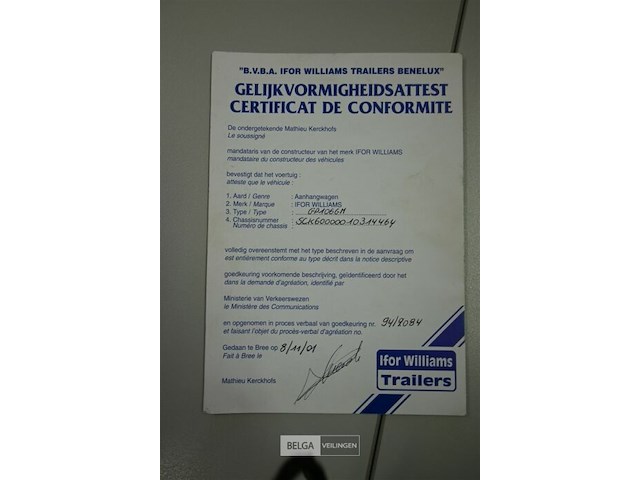 "B.V.B.A. IFOR WILLIAMS TRAILERS BENELUX"
GELIJKVORMIGHEIDSATTEST
CERTIFICAT DE CONFORMITE
De ondergetekende Mathieu Kerckhofs
Le soussigné
mandataris van de constructeur van het merk IFOR WILLIAMS
mandataire du constructeur des véhicules
bevestigt dat het voertuig :
atteste que le véhicule :
1. Aard / Genre : Aanhangwagen
2. Merk / Marque : IFOR WILLIAMS
3. Type / Type : GP1066M
4. Chassisnummer : SCK60000010314464
Numéro de chassis
volledig overeenstemt met het type beschreven in de aanvraag om
est entièrement conforme au type décrit dans la notice descriptive
goedkeuring voorkomende beschrijving, geïdentificeerd door het
dans la demande d'agréation, identifié par
Ministerie van Verkeerswezen
le Ministère des Communications
en opgenomen in proces verbaal van goedkeuring nr. 94/9084
et faisant l'objet du procès-verbal d'agréation no.
Gedaan te Bree op 8/11/01
Fait à Bree le
Mathieu Kerckhofs
Ifor Williams
Trailers
BELGA VEILINGEN